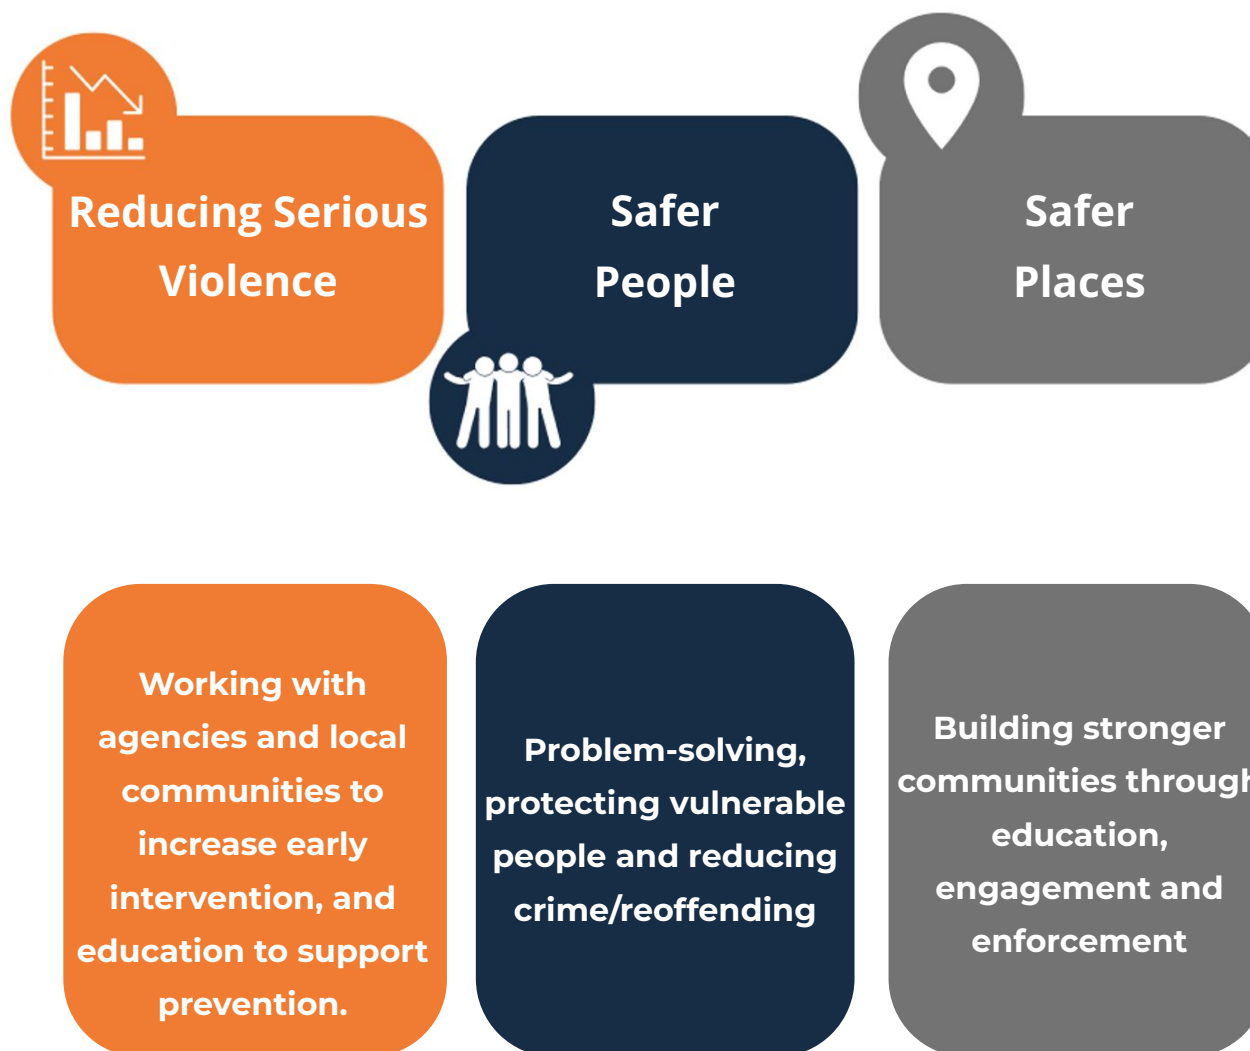 Reducing Serious
Violence
Safer
People
Safer
Places
Working with
agencies and local
communities to
increase early
intervention, and
education to support
prevention.
Problem-solving,
protecting vulnerable
people and reducing
crime/reoffending
Building stronger
communities through
education,
engagement and
enforcement